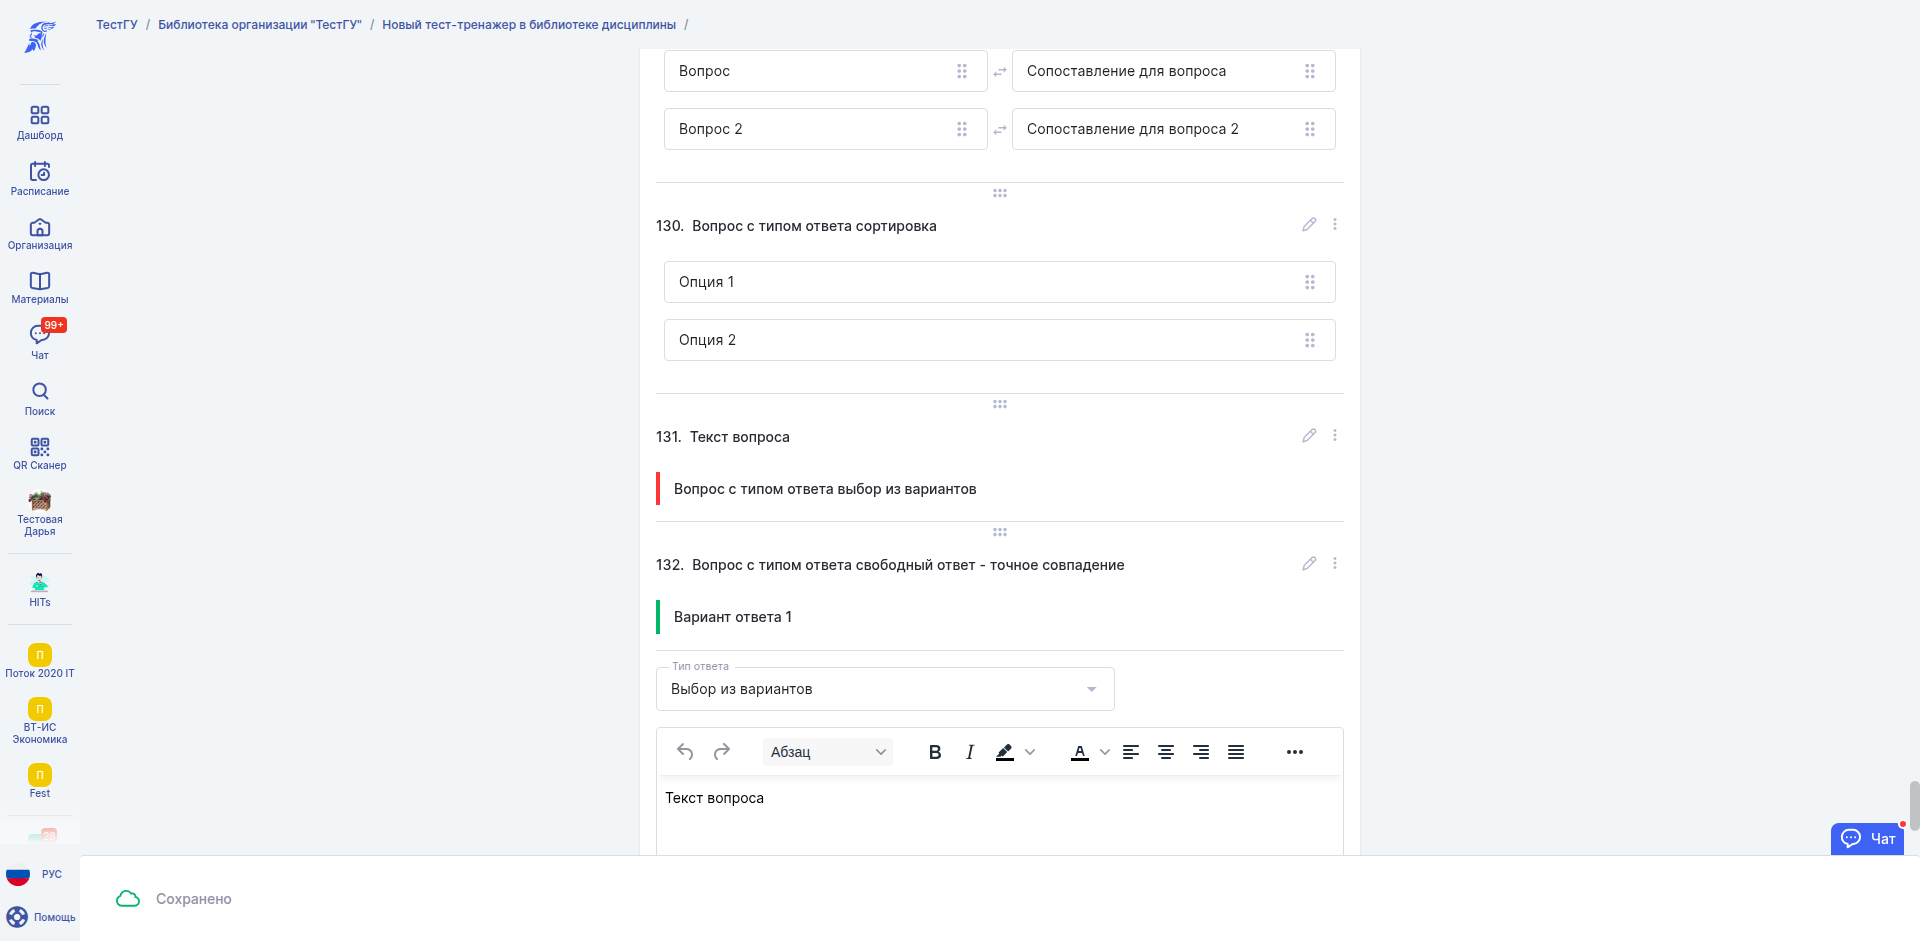 ТестГУ / Библиотека организации "ТестГУ" / Новый тест-тренажер в библиотеке дисциплины /
Дашборд
Расписание
Организация
Материалы
99+
Чат
Поиск
QR Сканер
Тестовая
Дарья
HITs
П
Поток 2020 IT
П
ВТ-ИС
Экономика
П
Fest
28
РУС
Помощь
Вопрос
Сопоставление для вопроса
Вопрос 2
Сопоставление для вопроса 2
130. Вопрос с типом ответа сортировка
Опция 1
Опция 2
131. Текст вопроса
Вопрос с типом ответа выбор из вариантов
132. Вопрос с типом ответа свободный ответ - точное совпадение
Вариант ответа 1
Тип ответа
Выбор из вариантов
Абзац
B I A
Текст вопроса
Чат
Сохранено